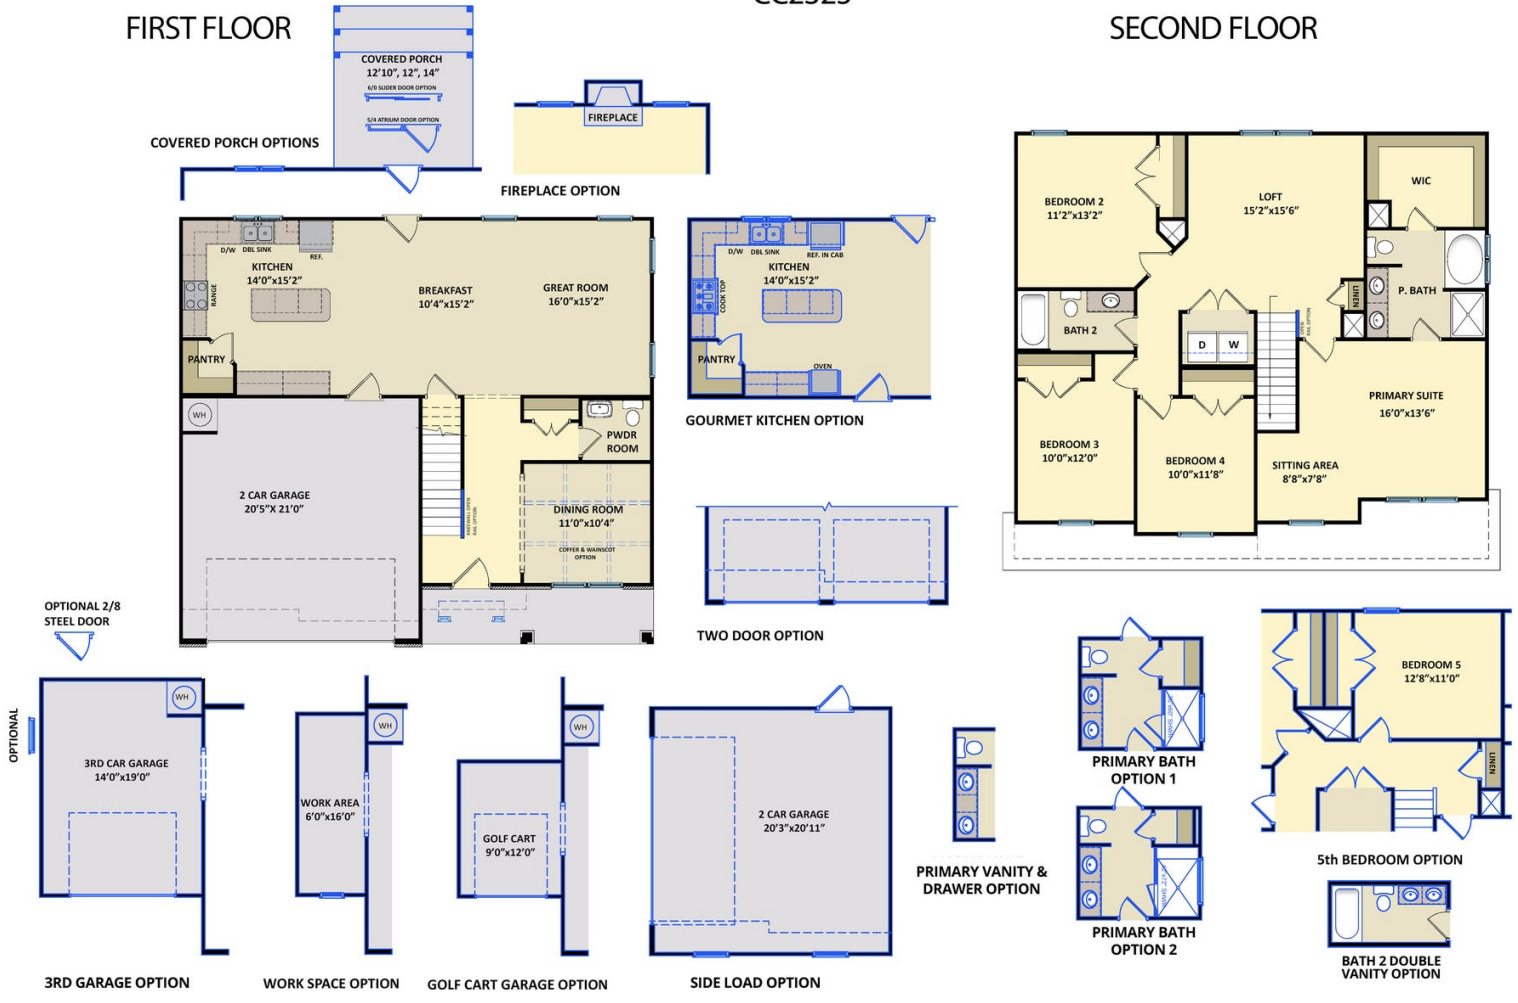 FIRST FLOOR
SECOND FLOOR
COVERED PORCH
12'10", 12", 14"
6/0 SLIDER DOOR OPTION
5/4 ATRIUM DOOR OPTION
COVERED PORCH OPTIONS
FIREPLACE
FIREPLACE OPTION
D/W
DBL SINK
REF.
KITCHEN
14'0"x15'2"
RANGE
BREAKFAST
10'4"x15'2"
GREAT ROOM
16'0"x15'2"
PANTRY
WH
2 CAR GARAGE
20'5"X 21'0"
PWDR
ROOM
KNEEWALL OPEN
RAIL OPTION
DINING ROOM
11'0"x10'4"
COFFER & WAINSCOT
OPTION
D/W
DBL SINK
REF. IN CAB
KITCHEN
14'0"x15'2"
COOK TOP
PANTRY
OVEN
GOURMET KITCHEN OPTION
TWO DOOR OPTION
BEDROOM 2
11'2"x13'2"
LOFT
15'2"x15'6"
WIC
P. BATH
LINEN
OPEN
RAIL OPTION
BATH 2
D
W
PRIMARY SUITE
16'0"x13'6"
BEDROOM 3
10'0"x12'0"
BEDROOM 4
10'0"x11'8"
SITTING AREA
8'8"x7'8"
OPTIONAL 2/8
STEEL DOOR
OPTIONAL
WH
3RD CAR GARAGE
14'0"x19'0"
3RD GARAGE OPTION
WH
WORK AREA
6'0"x16'0"
WORK SPACE OPTION
WH
GOLF CART
9'0"x12'0"
GOLF CART GARAGE OPTION
2 CAR GARAGE
20'3"x20'11"
SIDE LOAD OPTION
PRIMARY VANITY &
DRAWER OPTION
PRIMARY BATH
OPTION 1
PRIMARY BATH
OPTION 2
BEDROOM 5
12'8"x11'0"
LINEN
5th BEDROOM OPTION
BATH 2 DOUBLE
VANITY OPTION